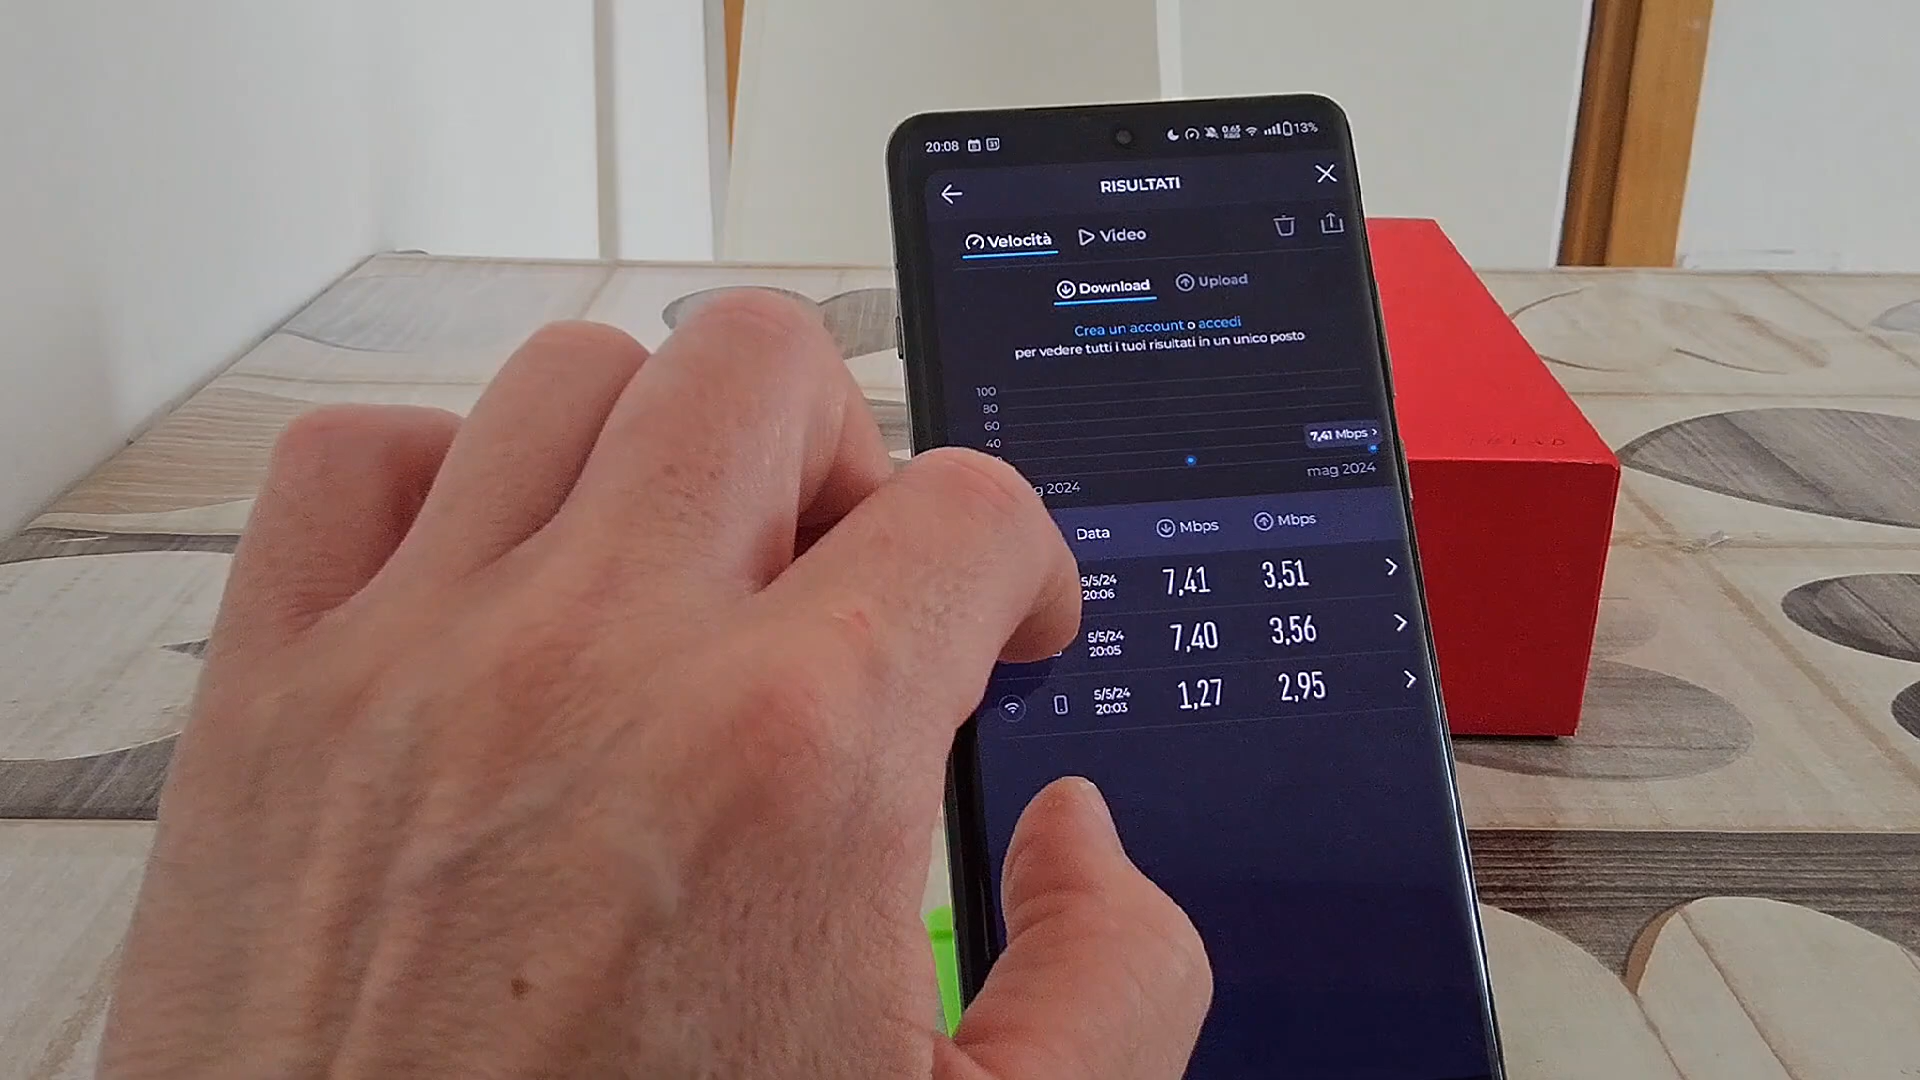 20:08 31 0.65 13%
RISULTATI
Velocità Video
Download Upload
Crea un account o accedi
per vedere tutti i tuoi risultati in un unico posto
100
80
60
40
7,41 Mbps >
g 2024 mag 2024
Data Mbps Mbps
5/5/24
20:06 7,41 3,51
5/5/24
20:05 7,40 3,56
5/5/24
20:03 1,27 2,95